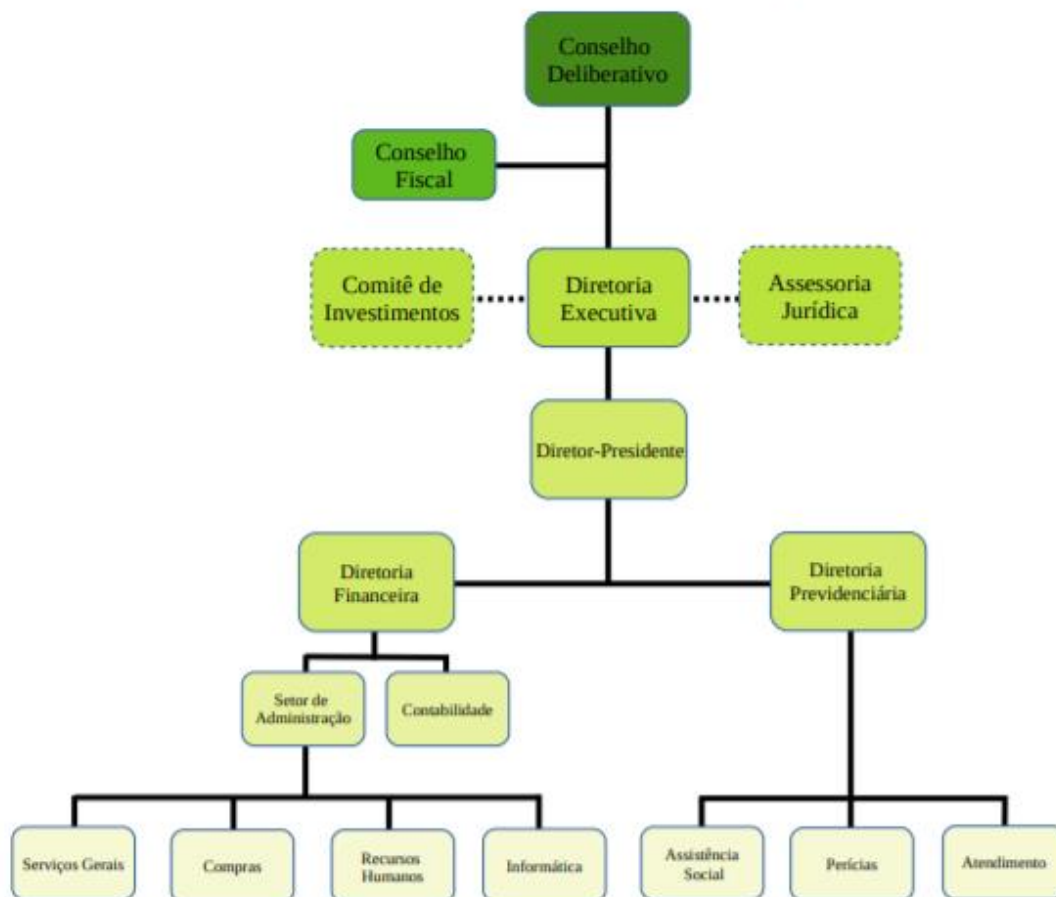 Conselho
Deliberativo
Conselho
Fiscal
Comitê de
Investimentos
Diretoria
Executiva
Assessoria
Jurídica
Diretor-Presidente
Diretoria
Financeira
Diretoria
Previdenciária
Setor de
Administração
Contabilidade
Serviços Gerais
Compras
Recursos
Humanos
Informática
Assistência
Social
Perícias
Atendimento